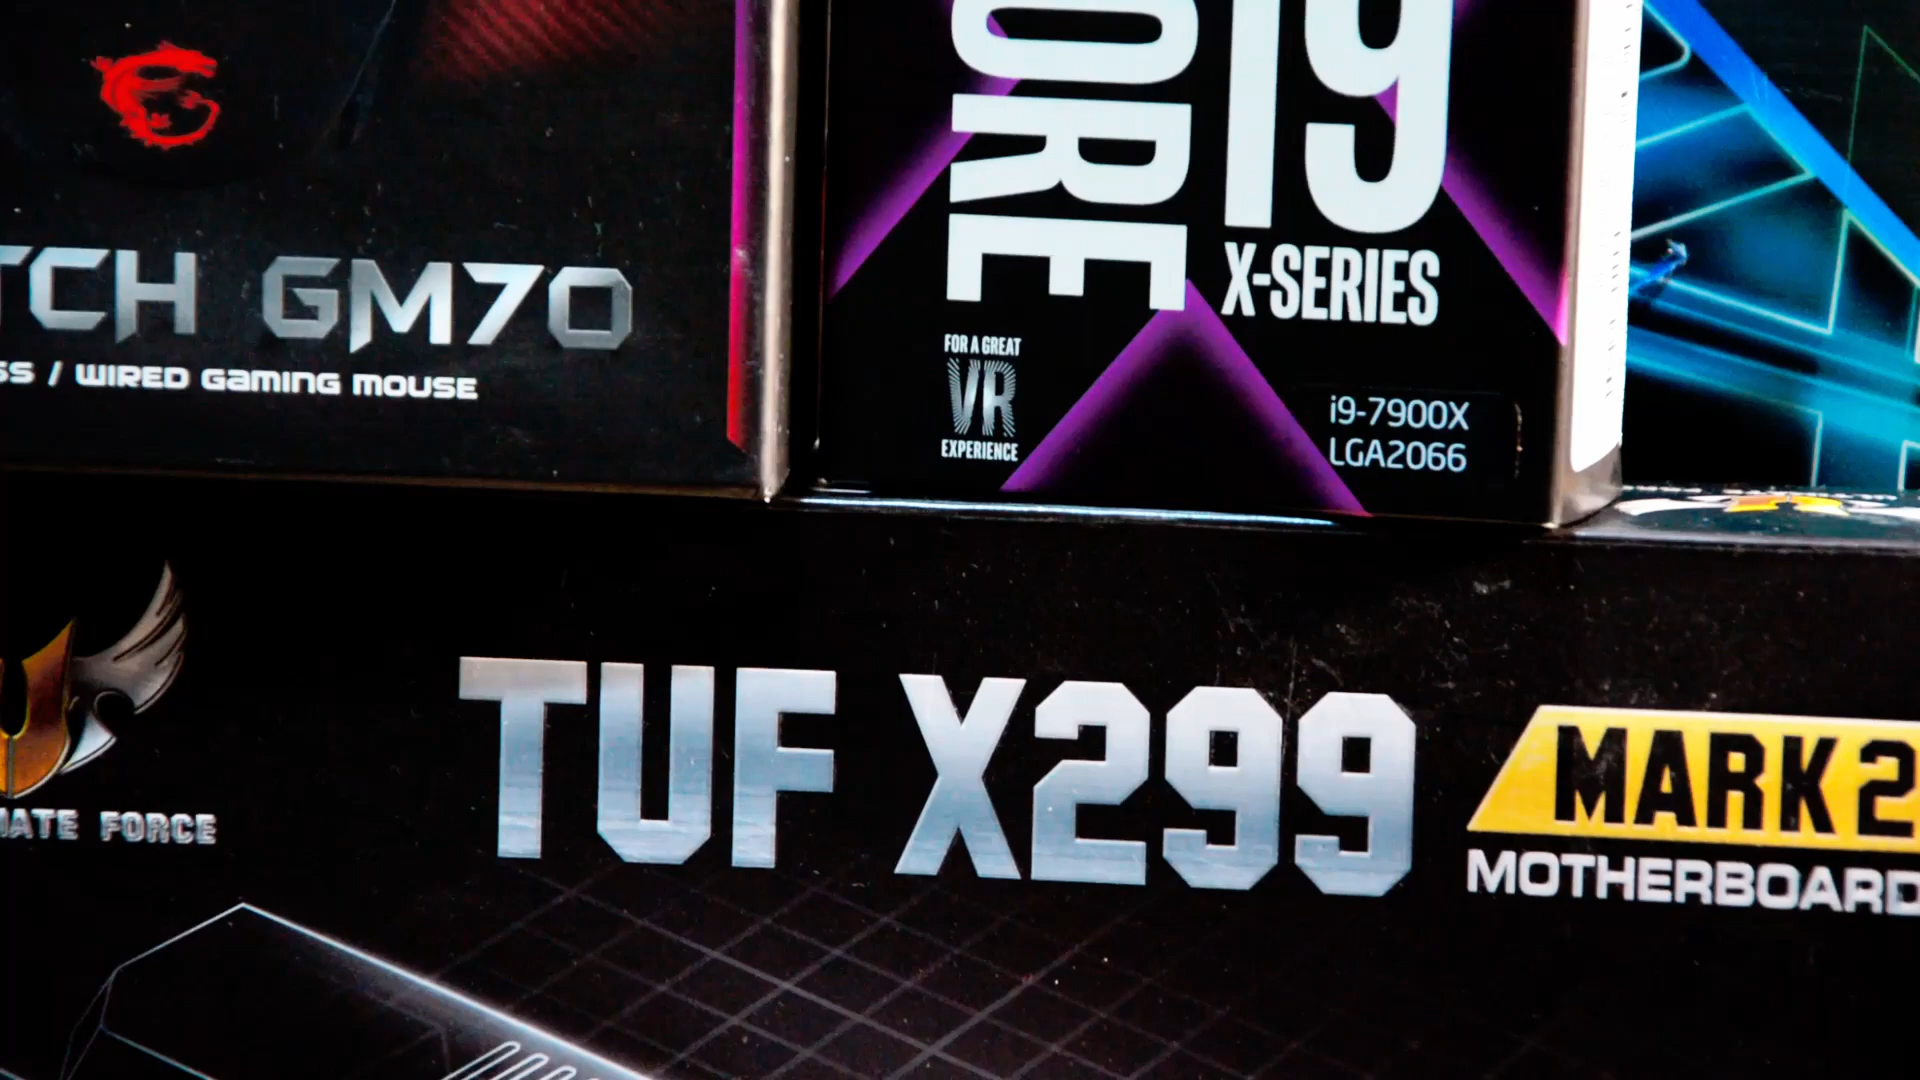 TCH GM70
SS / WIRED GAMING MOUSE
ORE
i9
X-SERIES
FOR A GREAT
VR
EXPERIENCE
i9-7900X
LGA2066
MATE FORCE
TUF X299
MARK 2
MOTHERBOARD